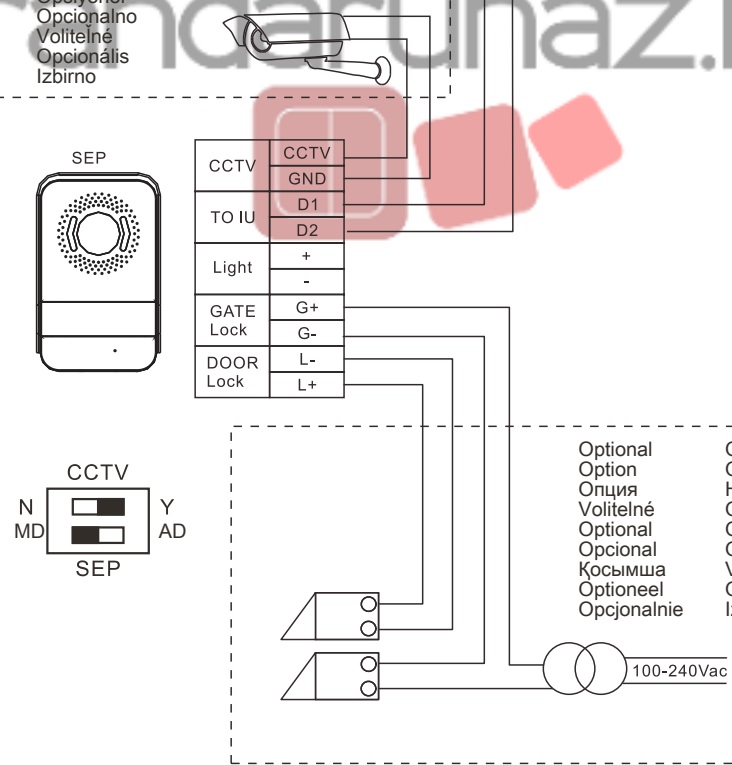 Opcionalno
Voliteľné
Opcionális
Izbirno
SEP
CCTV
CCTV
GND
TO IU
D1
D2
Light
+
-
GATE
Lock
G+
G-
DOOR
Lock
L-
L+
CCTV
N
Y
MD
AD
SEP
Optional
Option
Опция
Volitelné
Optional
Opcional
Қосымша
Optioneel
Opcjonalnie
100-240Vac